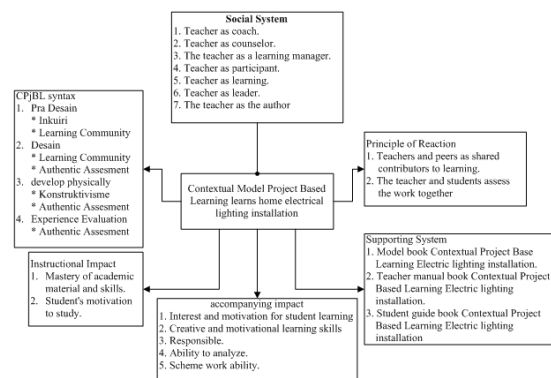 Social System
1. Teacher as coach.
2. Teacher as counselor.
3. The teacher as a learning manager.
4. Teacher as participant.
5. Teacher as learning.
6. Teacher as leader.
7. The teacher as the author
CPjBL syntax
1. Pra Desain
* Inkuiri
* Learning Community
2. Desain
* Learning Community
* Authentic Assesment
3. develop physically
* Konstruktivisme
* Authentic Assesment
4. Experience Evaluation
* Authentic Assesment
Principle of Reaction
1. Teachers and peers as shared
contributors to learning.
2. The teacher and students assess
the work together
Contextual Model Project Based
Learning learns home electrical
lighting installation
Instructional Impact
1. Mastery of academic
material and skills.
2. Student's motivation
to study.
accompanying impact
1. Interest and motivation for student learning
2. Creative and motivational learning skills
3. Responsible.
4. Ability to analyze.
5. Scheme work ability.
Supporting System
1. Model book Contextual Project Base
Learning Electric lighting installation.
2. Teacher manual book Contextual Project
Based Learning Electric lighting
installation.
3. Student guide book Contextual Project
Based Learning Electric lighting
installation